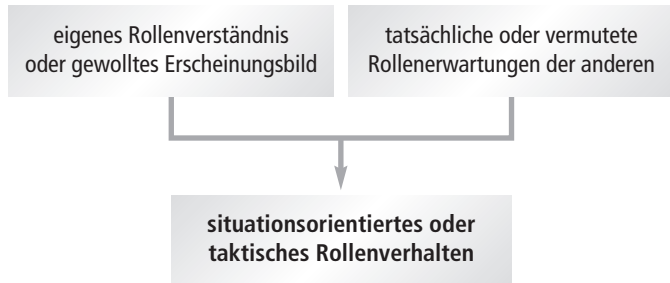 eigenes Rollenverständnis
oder gewolltes Erscheinungsbild
tatsächliche oder vermutete
Rollenerwartungen der anderen
situationsorientiertes oder
taktisches Rollenverhalten